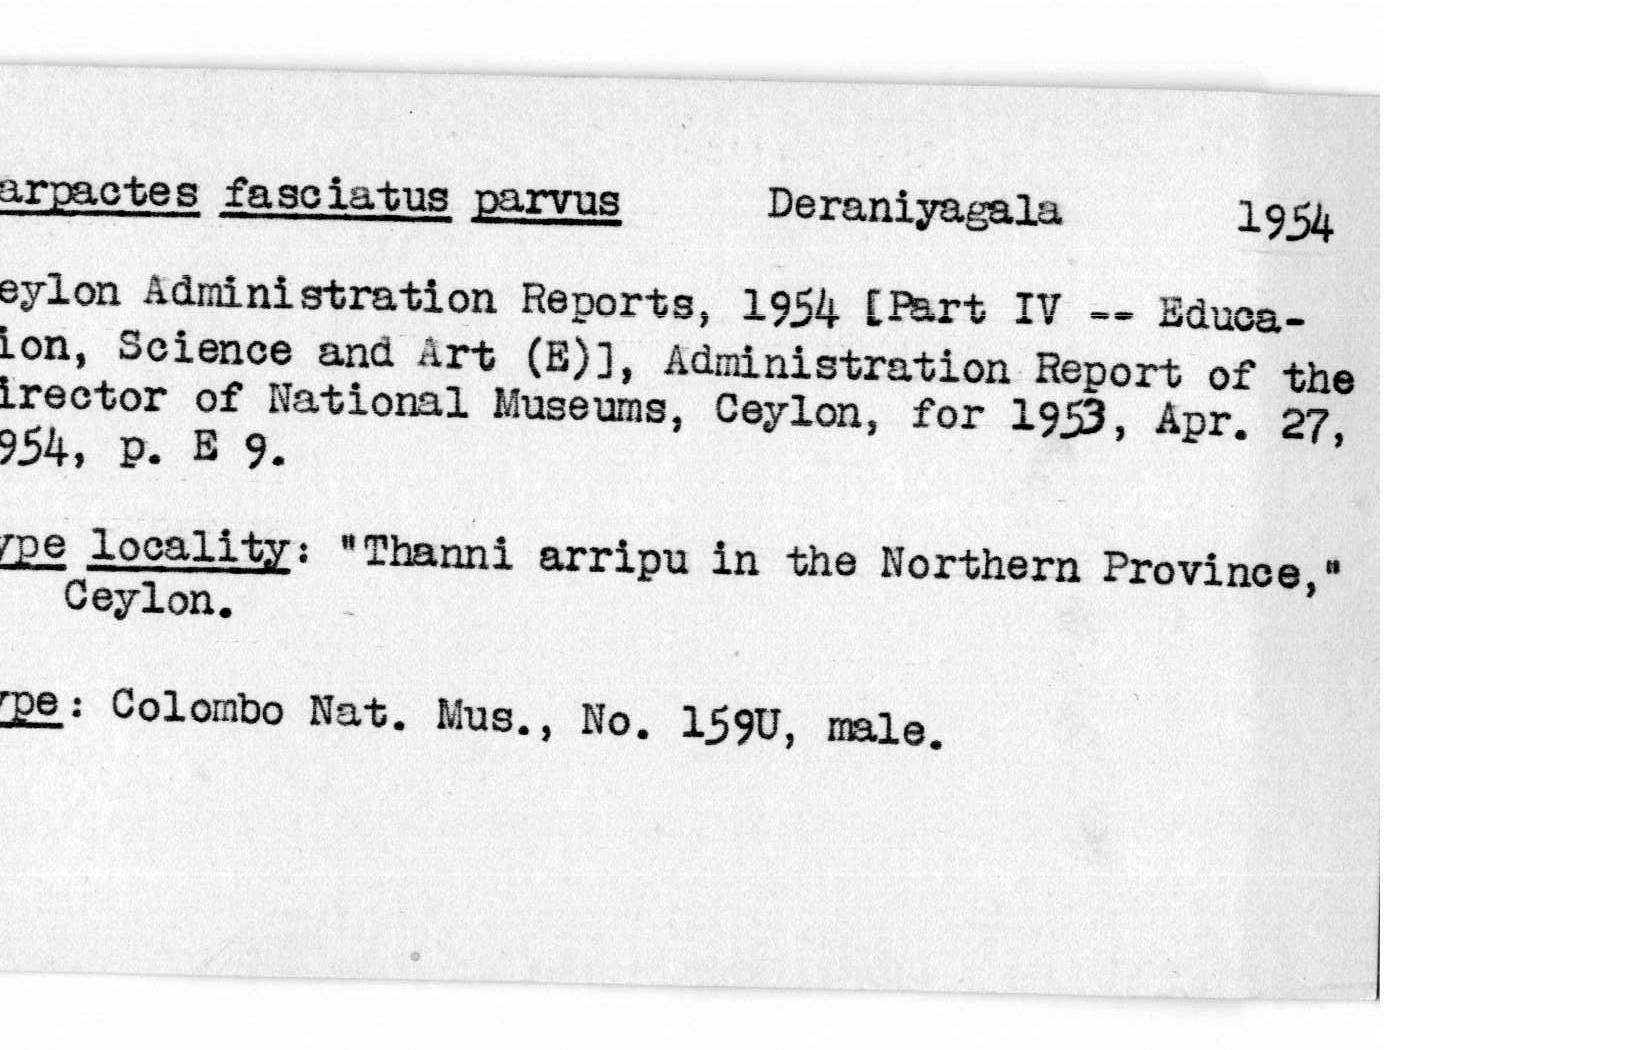 arpactes fasciatus parvus Deraniyagala 1954
eylon Administration Reports, 1954 [Part IV -- Educa-
ion, Science and Art (E)], Administration Report of the
irector of National Museums, Ceylon, for 1953, Apr. 27,
954, p. E 9.
ype locality: "Thanni arripu in the Northern Province,"
Ceylon.
ype: Colombo Nat. Mus., No. 159U, male.